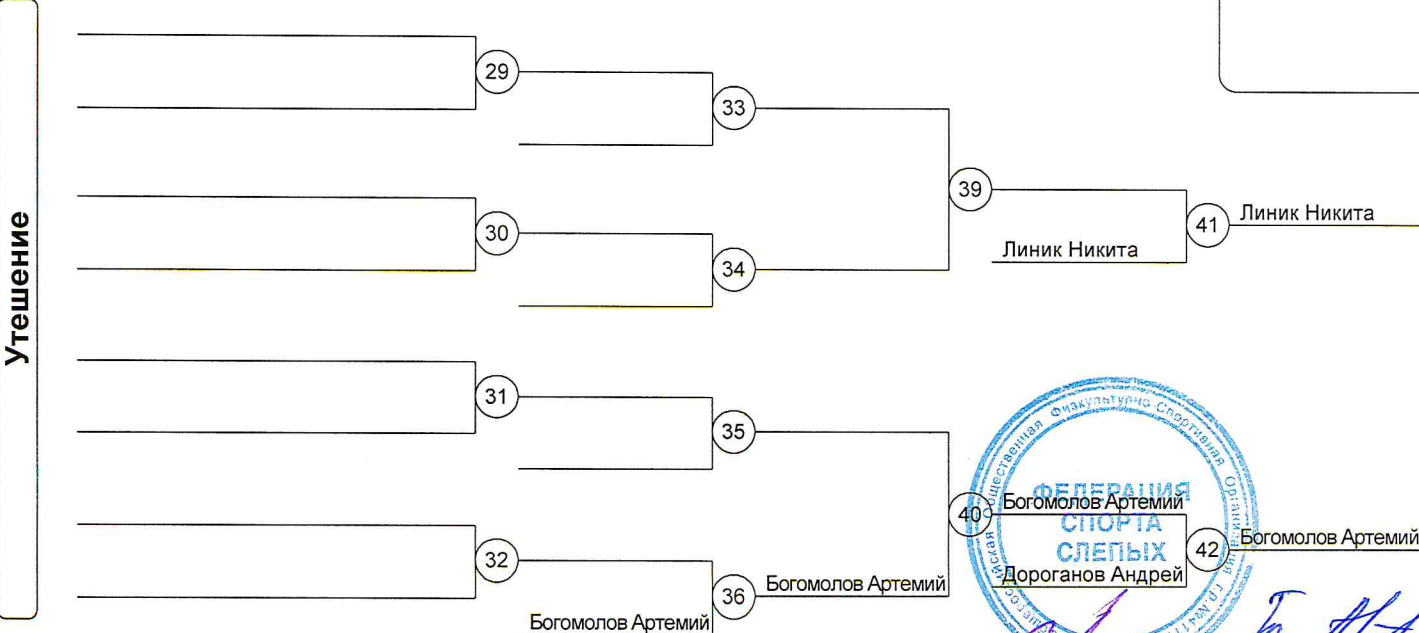 Утешение
29
33
39
30
41
Линик Никита
Линик Никита
34
31
35
ФЕДЕРАЦИЯ
СПОРТА
СЛЕПЫХ
Общественная Физкультурно-Спортивная
40
Богомолов Артемий
42
Богомолов Артемий
Дороганов Андрей
32
36
Богомолов Артемий
Богомолов Артемий